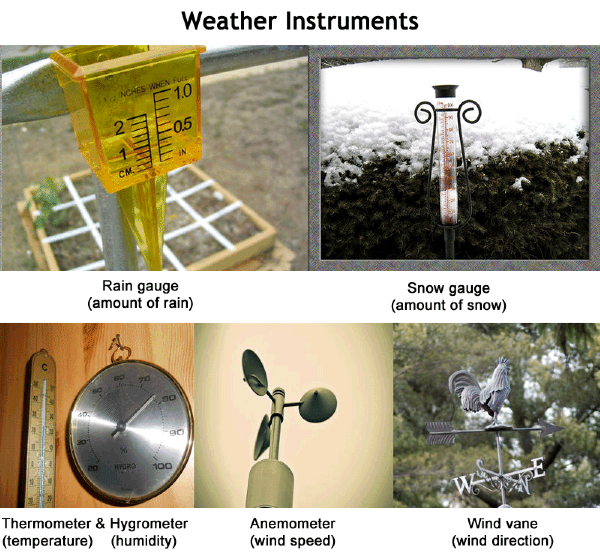 Weather Instruments
1/2 INCHES WHEN FULL
1.0
2
0.5
1
CM.
IN
Rain gauge
(amount of rain)
Snow gauge
(amount of snow)
C
60
70
80
90
100
20
%
HYGRO
W
E
Thermometer & Hygrometer
(temperature) (humidity)
Anemometer
(wind speed)
Wind vane
(wind direction)